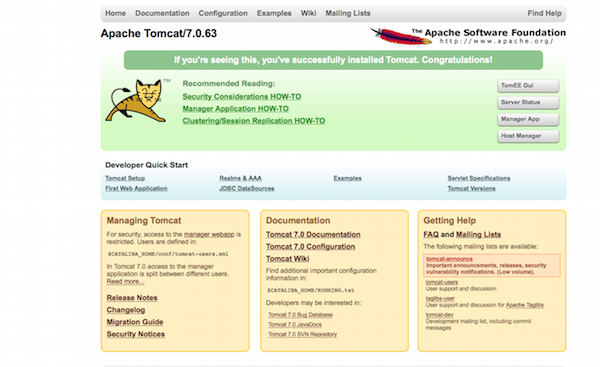 Home Documentation Configuration Examples Wiki Mailing Lists Find Help
Apache Tomcat/7.0.63
The Apache Software Foundation
http://www.apache.org/
If you're seeing this, you've successfully installed Tomcat. Congratulations!
TM
Recommended Reading:
Security Considerations HOW-TO
Manager Application HOW-TO
Clustering/Session Replication HOW-TO
TomEE Gui
Server Status
Manager App
Host Manager
Developer Quick Start
Tomcat Setup
First Web Application
Realms & AAA
JDBC DataSources
Examples
Servlet Specifications
Tomcat Versions
Managing Tomcat
For security, access to the manager webapp is
restricted. Users are defined in:
$CATALINA_HOME/conf/tomcat-users.xml
In Tomcat 7.0 access to the manager
application is split between different users.
Read more...
Release Notes
Changelog
Migration Guide
Security Notices
Documentation
Tomcat 7.0 Documentation
Tomcat 7.0 Configuration
Tomcat Wiki
Find additional important configuration
information in:
$CATALINA_HOME/RUNNING.txt
Developers may be interested in:
Tomcat 7.0 Bug Database
Tomcat 7.0 JavaDocs
Tomcat 7.0 SVN Repository
Getting Help
FAQ and Mailing Lists
The following mailing lists are available:
tomcat-announce
Important announcements, releases, security
vulnerability notifications. (Low volume).
tomcat-users
User support and discussion
taglibs-user
User support and discussion for Apache Taglibs
tomcat-dev
Development mailing list, including commit
messages